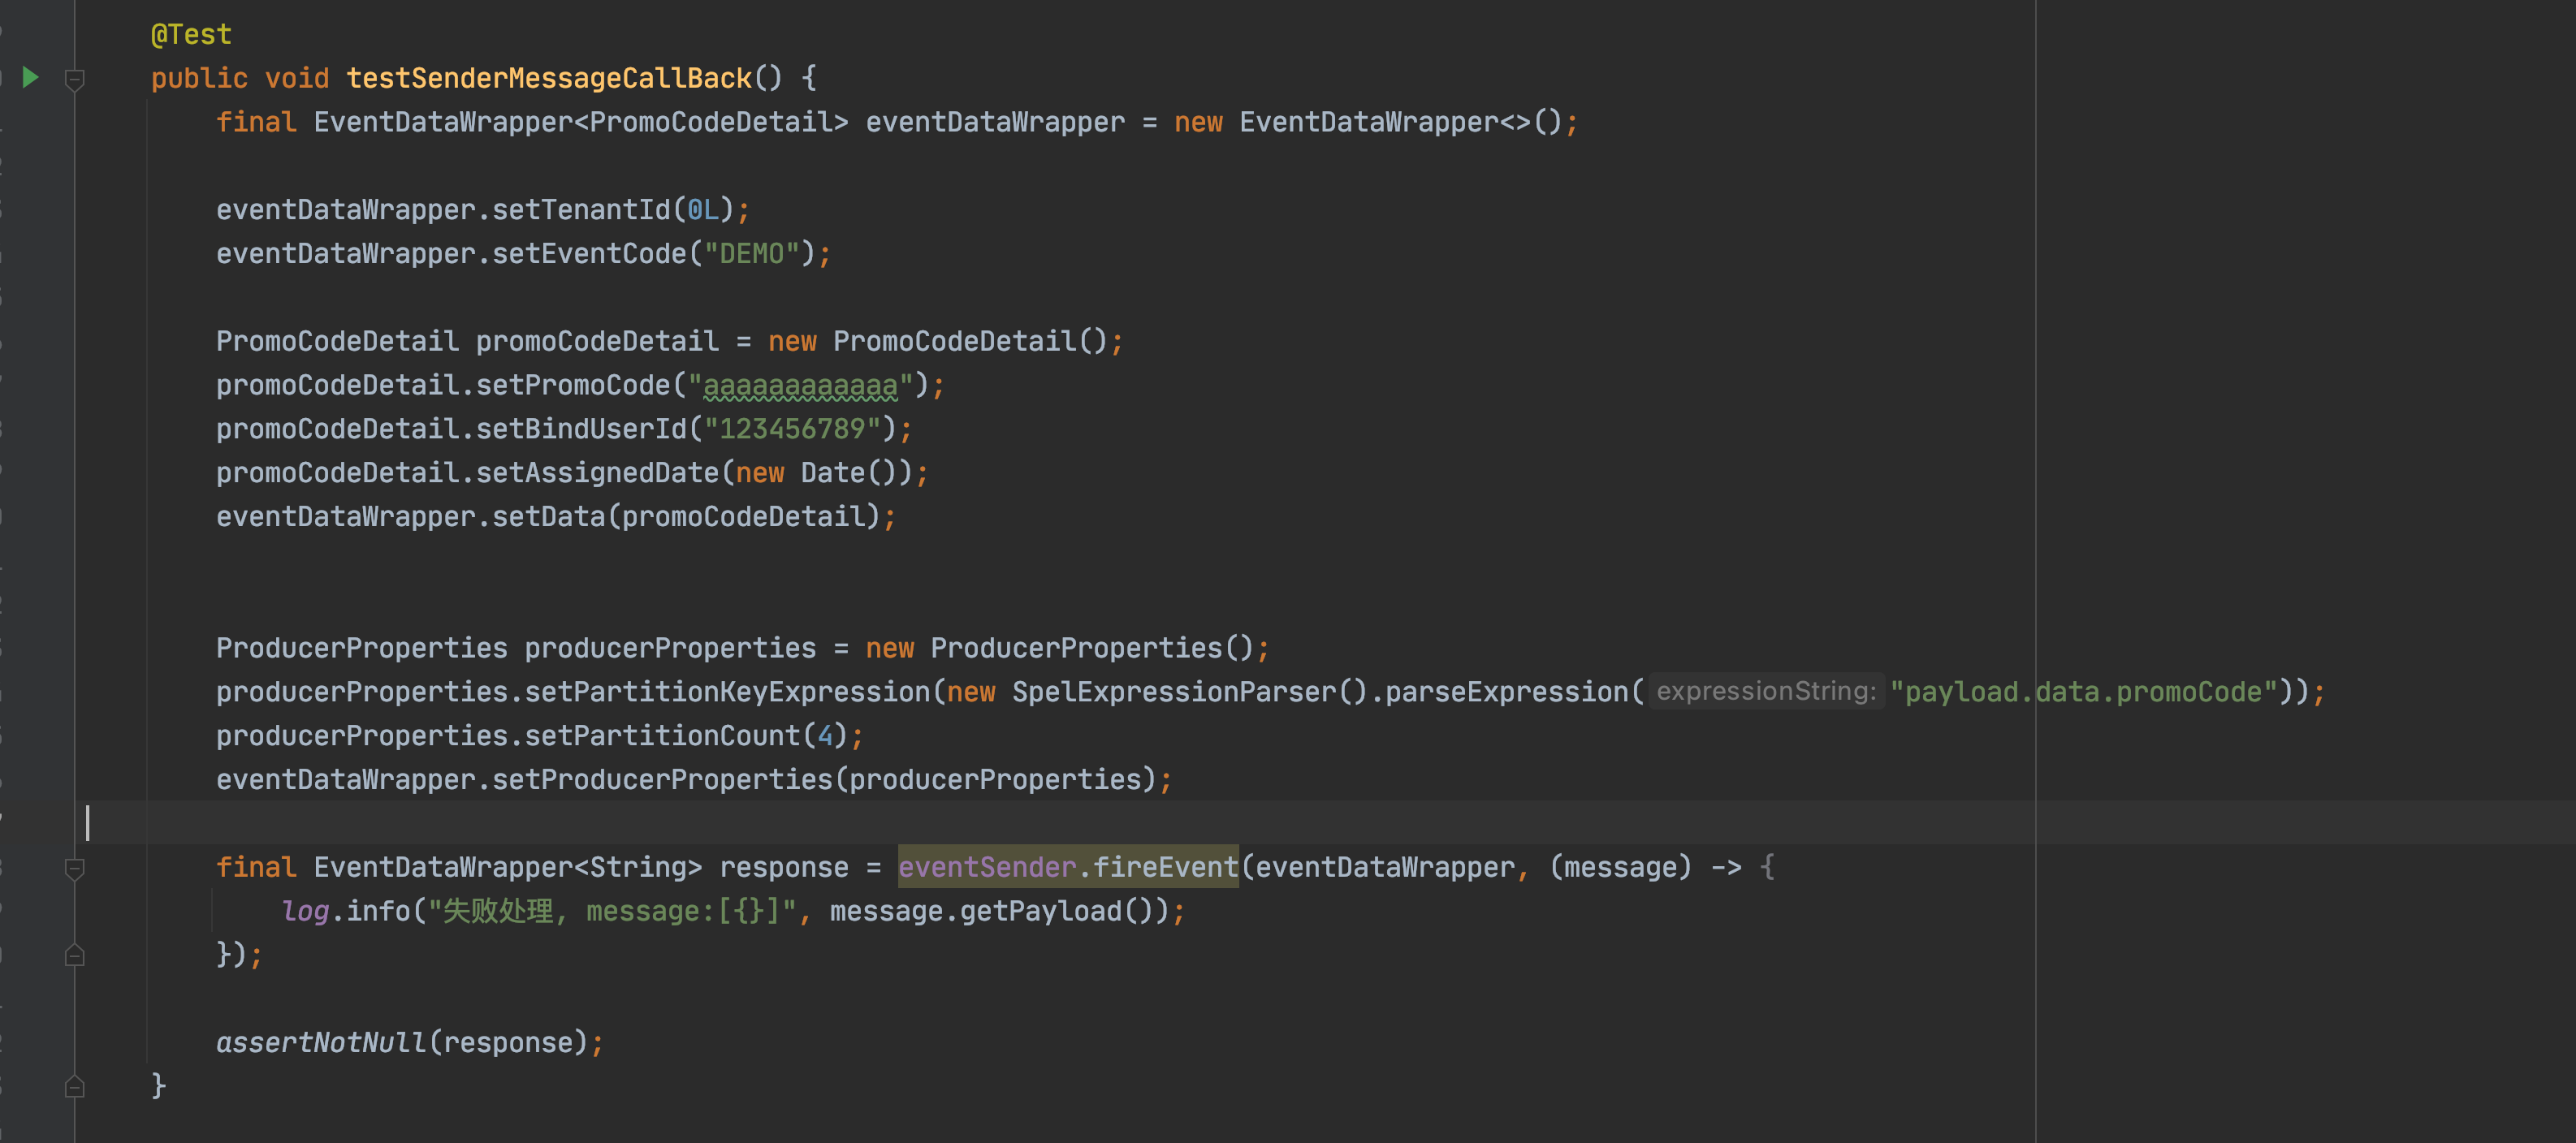 @Test
public void testSenderMessageCallBack() {
final EventDataWrapper<PromoCodeDetail> eventDataWrapper = new EventDataWrapper<>();
eventDataWrapper.setTenantId(0L);
eventDataWrapper.setEventCode("DEMO");
PromoCodeDetail promoCodeDetail = new PromoCodeDetail();
promoCodeDetail.setPromoCode("aaaaaaaaaaaa");
promoCodeDetail.setBindUserId("123456789");
promoCodeDetail.setAssignedDate(new Date());
eventDataWrapper.setData(promoCodeDetail);
ProducerProperties producerProperties = new ProducerProperties();
producerProperties.setPartitionKeyExpression(new SpelExpressionParser().parseExpression( expressionString: "payload.data.promoCode"));
producerProperties.setPartitionCount(4);
eventDataWrapper.setProducerProperties(producerProperties);
final EventDataWrapper<String> response = eventSender.fireEvent(eventDataWrapper, (message) -> {
log.info("失败处理, message:[{}]", message.getPayload());
});
assertNotNull(response);
}